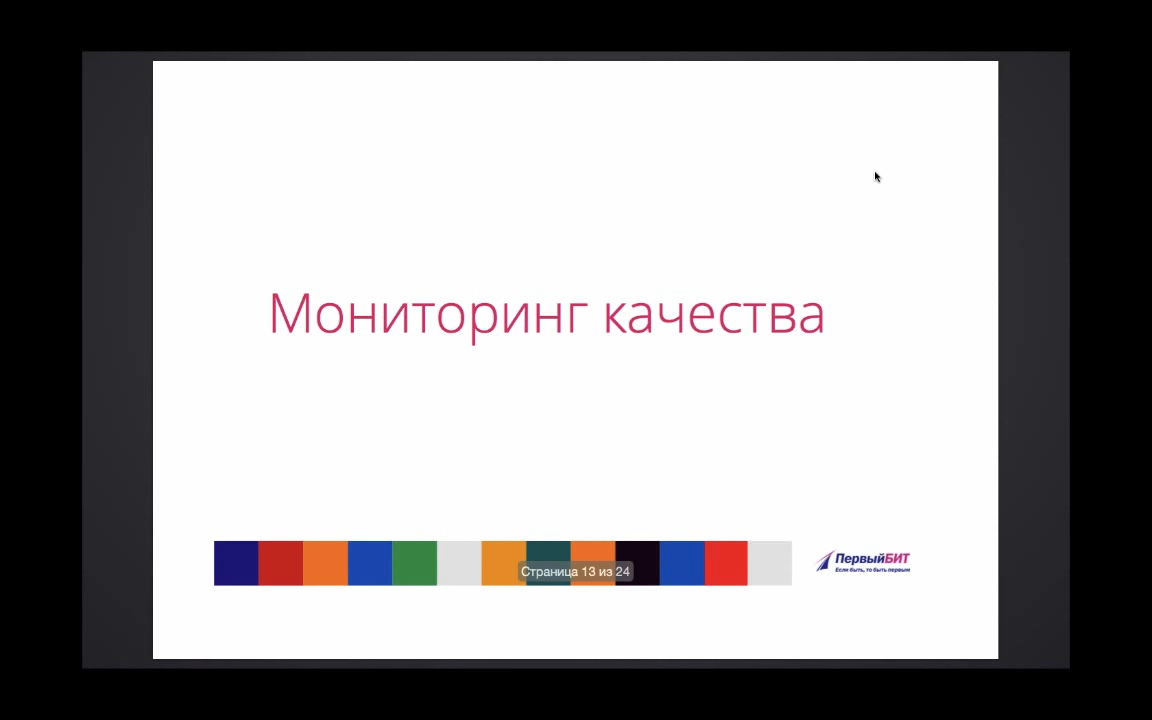 Мониторинг качества
Страница 13 из 24
ПервыйБИТ
Если быть, то быть первым